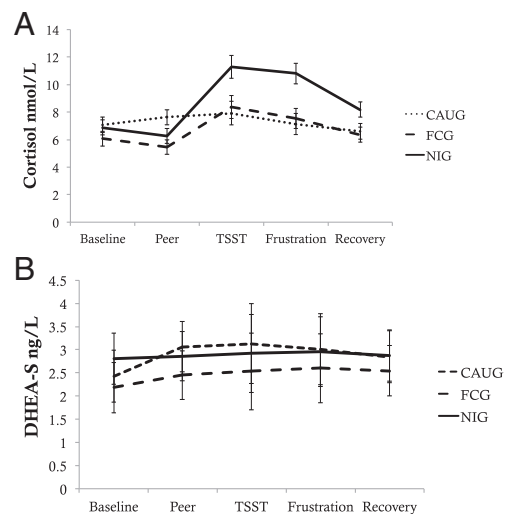 A
Cortisol nmol/L
14
12
10
8
6
4
2
0
Baseline Peer TSST Frustration Recovery
CAUG
FCG
NIG
B
DHEA-S ng/L
4.5
4
3.5
3
2.5
2
1.5
1
0.5
0
Baseline Peer TSST Frustration Recovery
CAUG
FCG
NIG